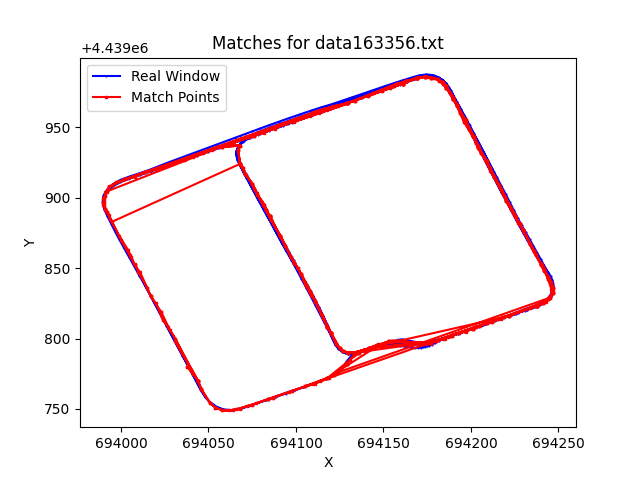 Matches for data163356.txt
+4.439e6
Real Window
Match Points
950
900
850
800
750
Y
694000
694050
694100
694150
694200
694250
X